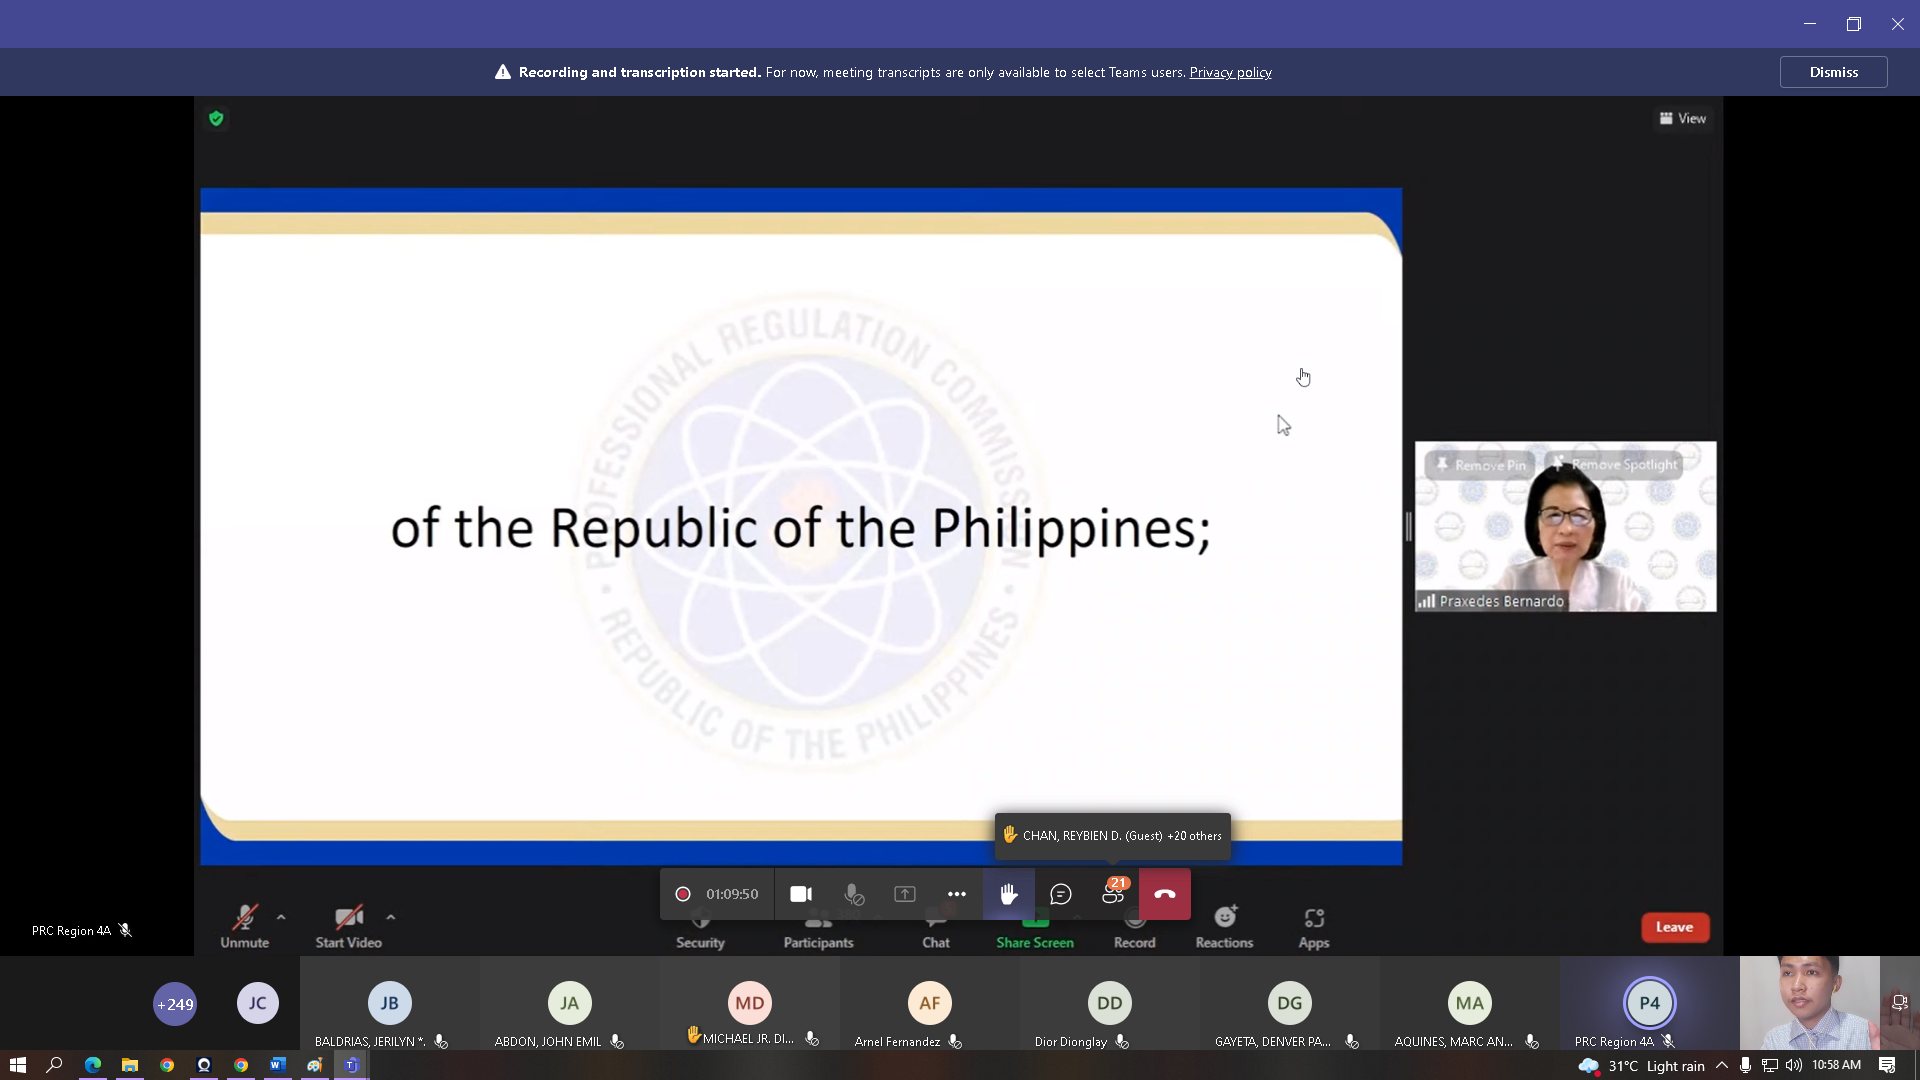 Recording and transcription started. For now, meeting transcripts are only available to select Teams users. Privacy policy
Dismiss
View
PROFESSIONAL REGULATION COMMISSION
REPUBLIC OF THE PHILIPPINES
of the Republic of the Philippines;
Remove Pin
Remove Spotlight
Praxedes Bernardo
CHAN, REYBIEN D. (Guest) +20 others
01:09:50
21
PRC Region 4A
Unmute
Start Video
Security
Participants
Chat
Share Screen
Record
Reactions
Apps
Leave
+249
JC
JB
JA
MD
AF
DD
DG
MA
P4
BALDRIAS, JERILYN *.
ABDON, JOHN EMIL
MICHAEL JR. DI...
Arnel Fernandez
Dior Dionglay
GAYETA, DENVER PA...
AQUINES, MARC AN...
PRC Region 4A
31°C Light rain
10:58 AM